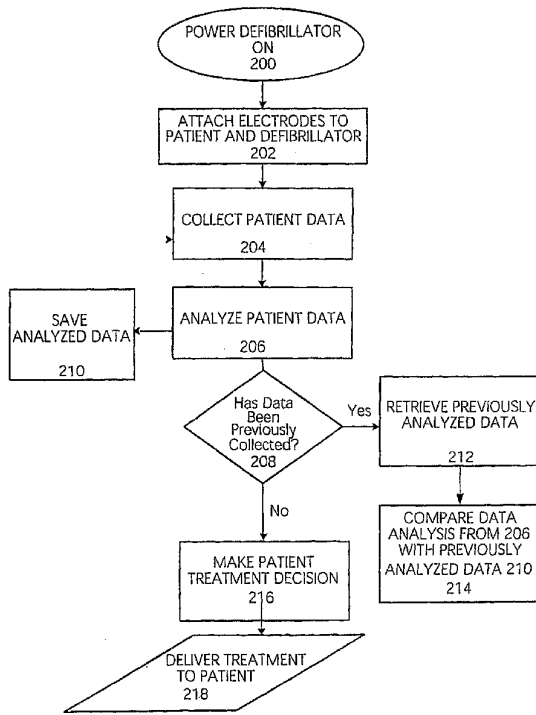 POWER DEFIBRILLATOR
ON
200
ATTACH ELECTRODES TO
PATIENT AND DEFIBRILLATOR
202
COLLECT PATIENT DATA
204
ANALYZE PATIENT DATA
206
SAVE
ANALYZED DATA
210
Has Data
Been
Previously
Collected?
208
Yes
RETRIEVE PREVIOUSLY
ANALYZED DATA
212
COMPARE DATA
ANALYSIS FROM 206
WITH PREVIOUSLY
ANALYZED DATA 210
214
No
MAKE PATIENT
TREATMENT DECISION
216
DELIVER TREATMENT
TO PATIENT
218